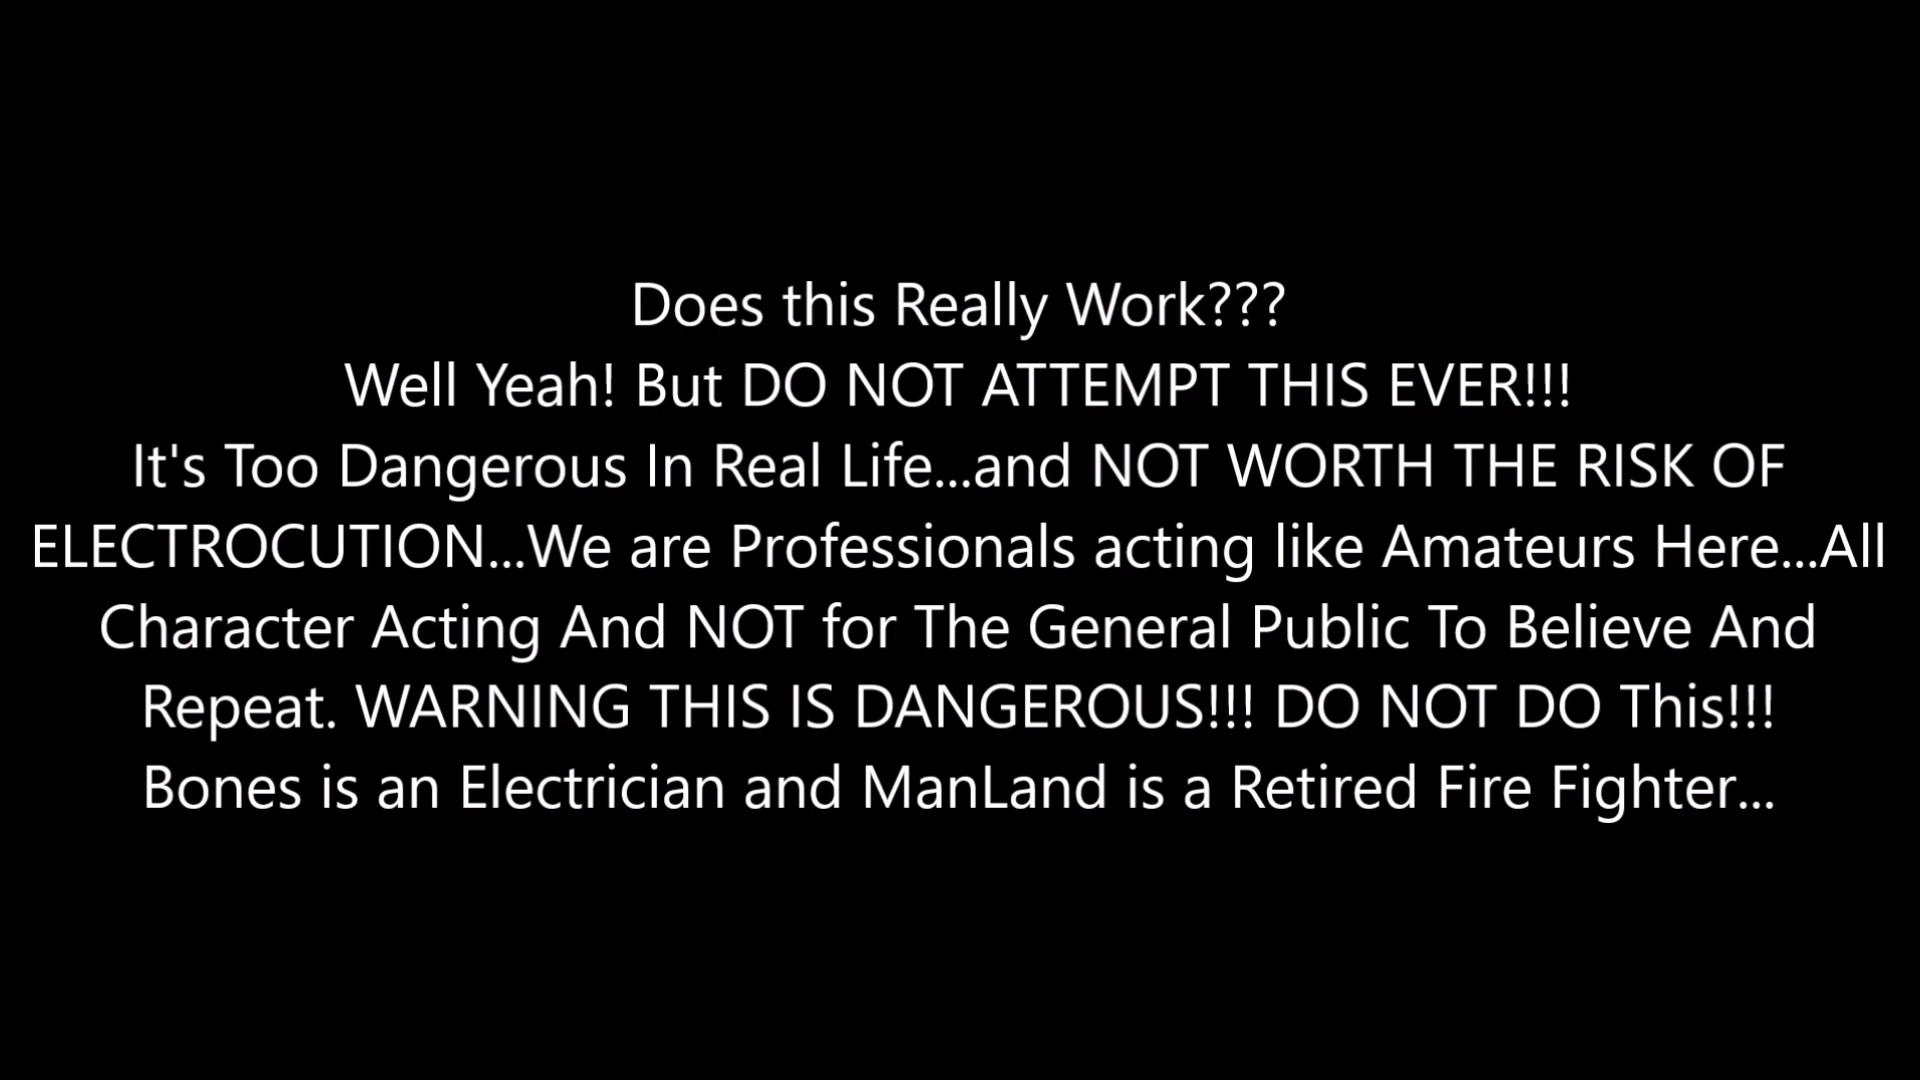 Does this Really Work???
Well Yeah! But DO NOT ATTEMPT THIS EVER!!!
It's Too Dangerous In Real Life...and NOT WORTH THE RISK OF
ELECTROCUTION...We are Professionals acting like Amateurs Here...All
Character Acting And NOT for The General Public To Believe And
Repeat. WARNING THIS IS DANGEROUS!!! DO NOT DO This!!!
Bones is an Electrician and ManLand is a Retired Fire Fighter...